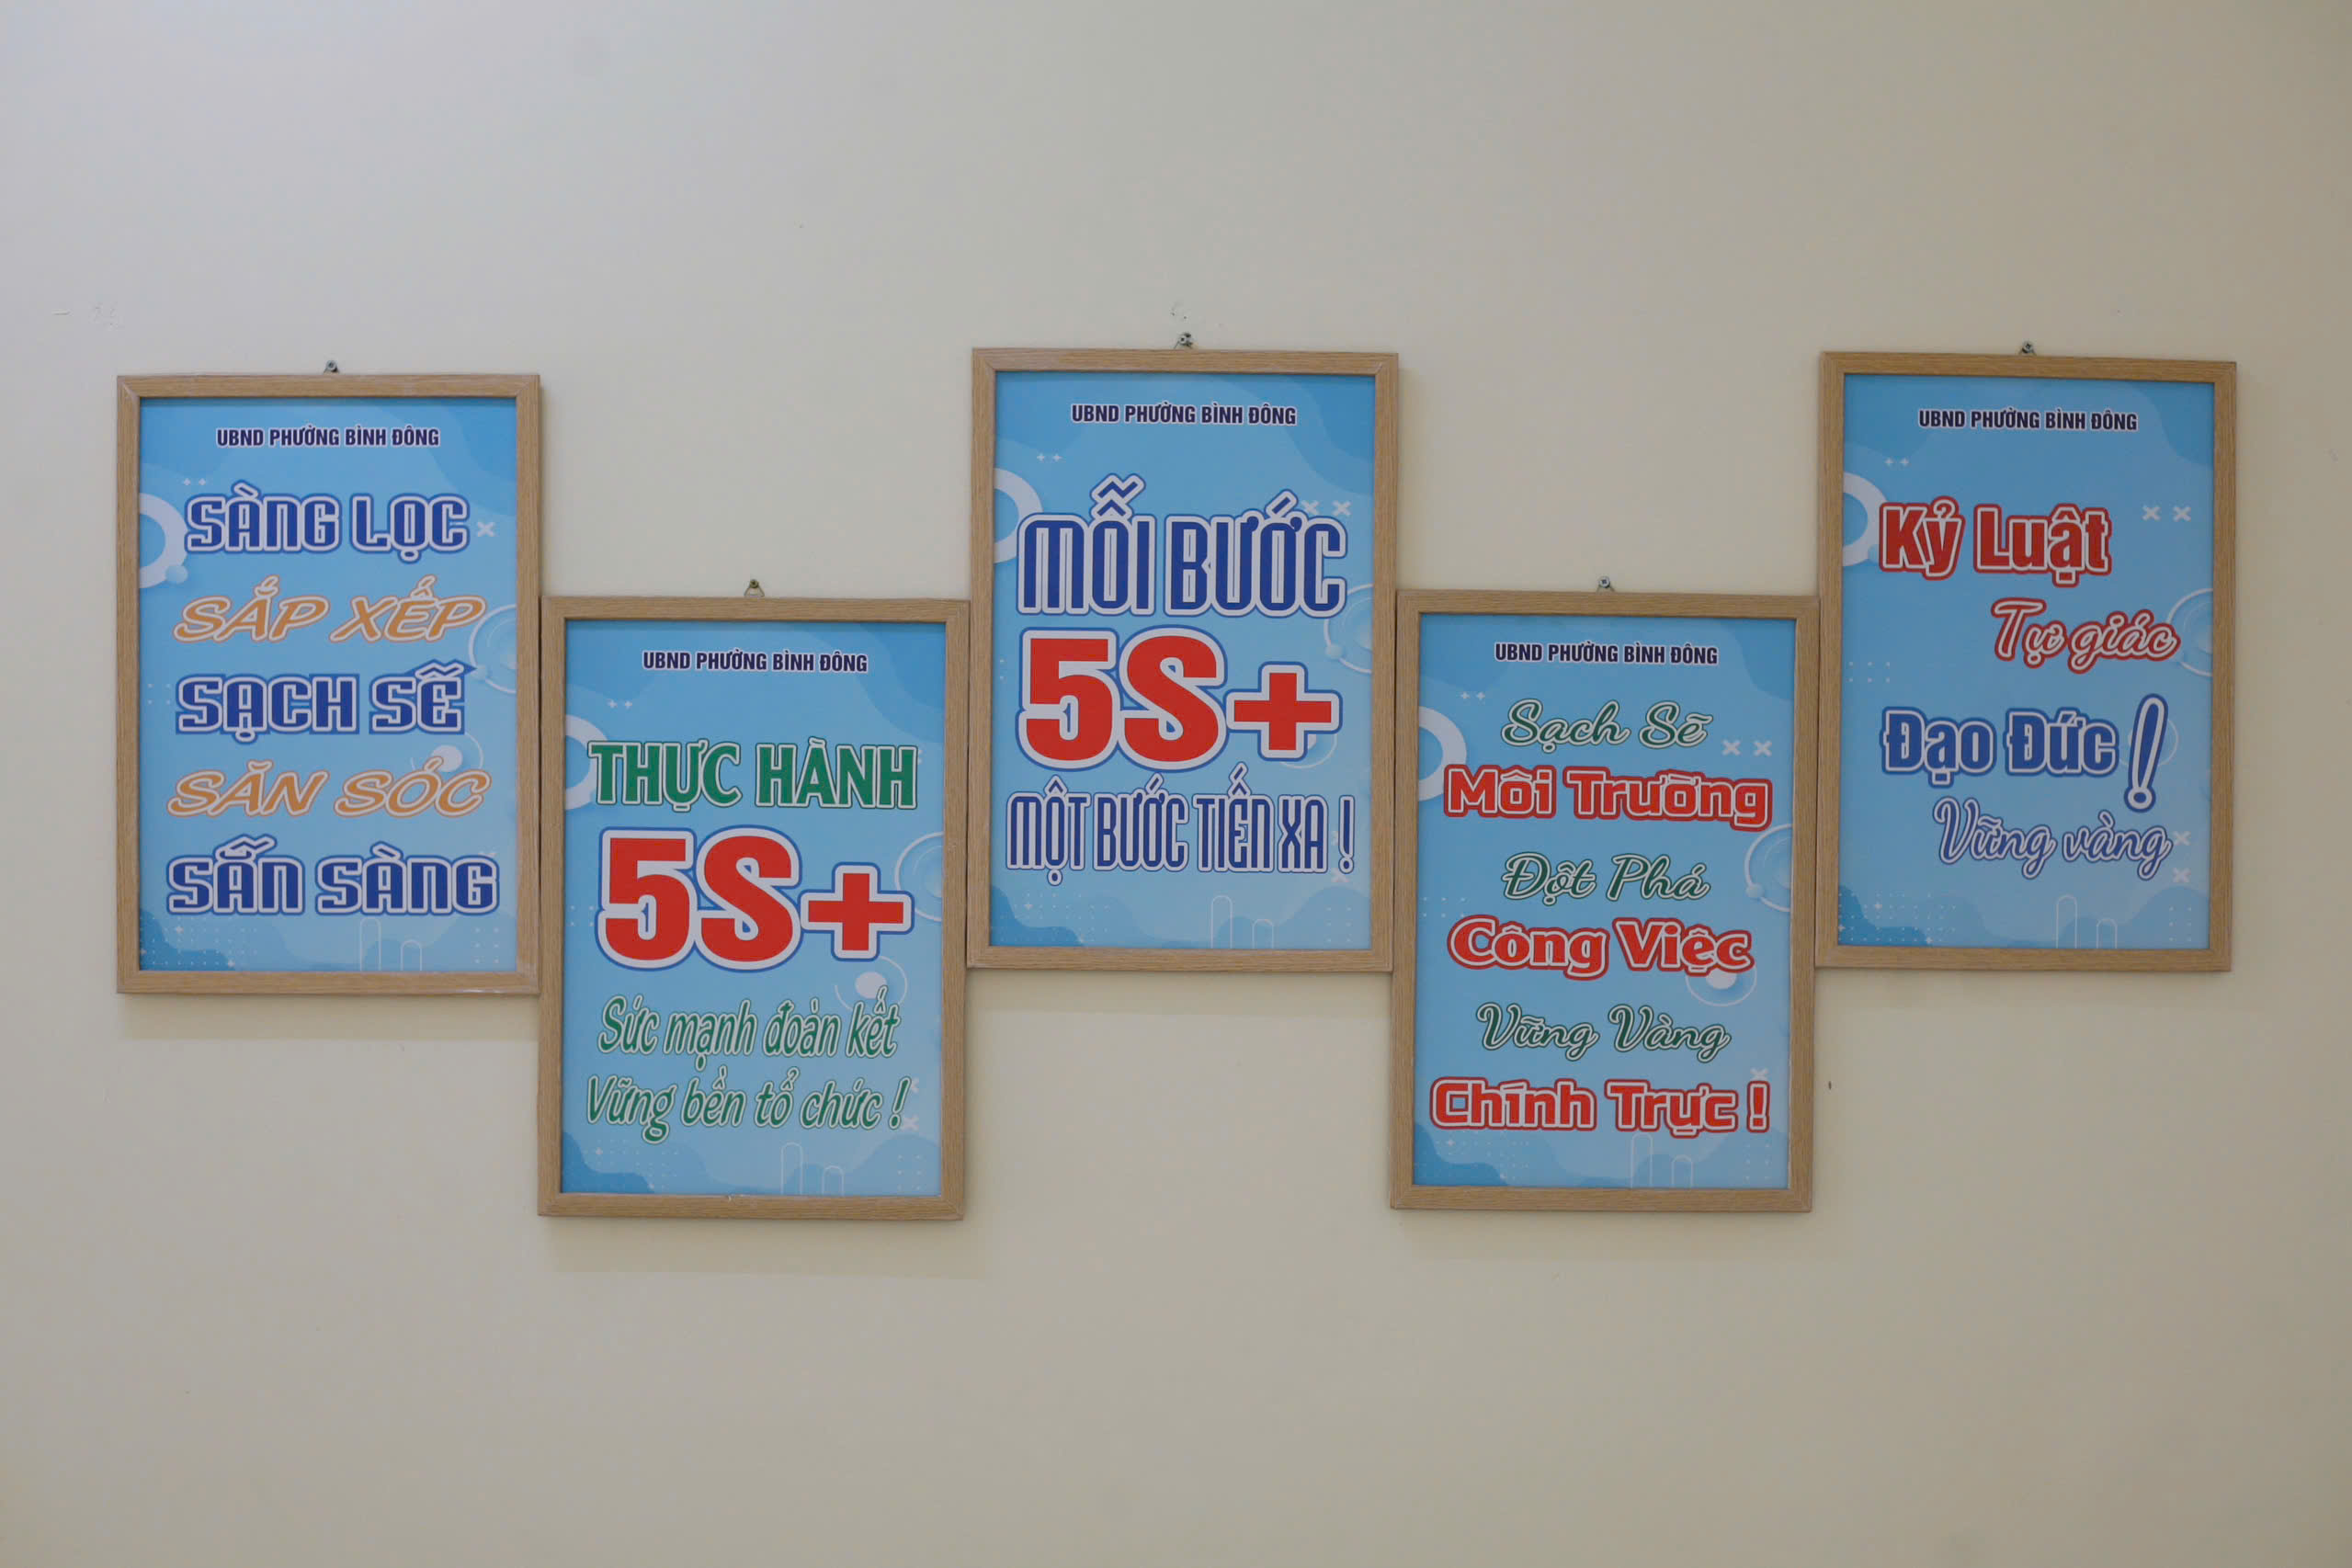 UBND PHƯỜNG BÌNH ĐÔNG
SÀNG LỌC
SẮP XẾP
SẠCH SẼ
SĂN SÓC
SẴN SÀNG
UBND PHƯỜNG BÌNH ĐÔNG
THỰC HÀNH
5S+
Sức mạnh đoàn kết
Vững bền tổ chức !
UBND PHƯỜNG BÌNH ĐÔNG
MỖI BƯỚC
5S+
MỘT BƯỚC TIẾN XA !
UBND PHƯỜNG BÌNH ĐÔNG
Sạch Sẽ
Môi Trường
Đột Phá
Công Việc
Vững Vàng
Chính Trực !
UBND PHƯỜNG BÌNH ĐÔNG
Kỷ Luật
Tự giác
Đạo Đức !
Vững vàng